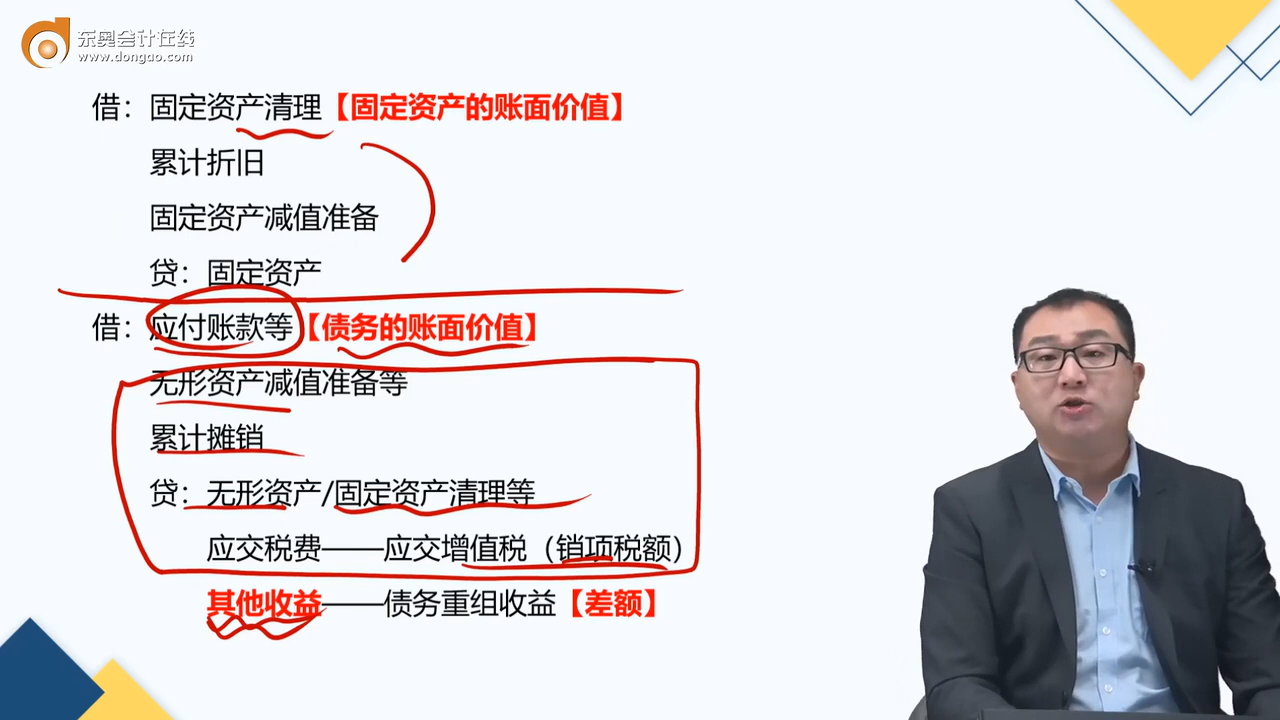 东奥会计在线
www.dongao.com
借：固定资产清理【固定资产的账面价值】
累计折旧
固定资产减值准备
贷：固定资产
借：应付账款等【债务的账面价值】
无形资产减值准备等
累计摊销
贷：无形资产/固定资产清理等
应交税费——应交增值税（销项税额）
其他收益——债务重组收益【差额】